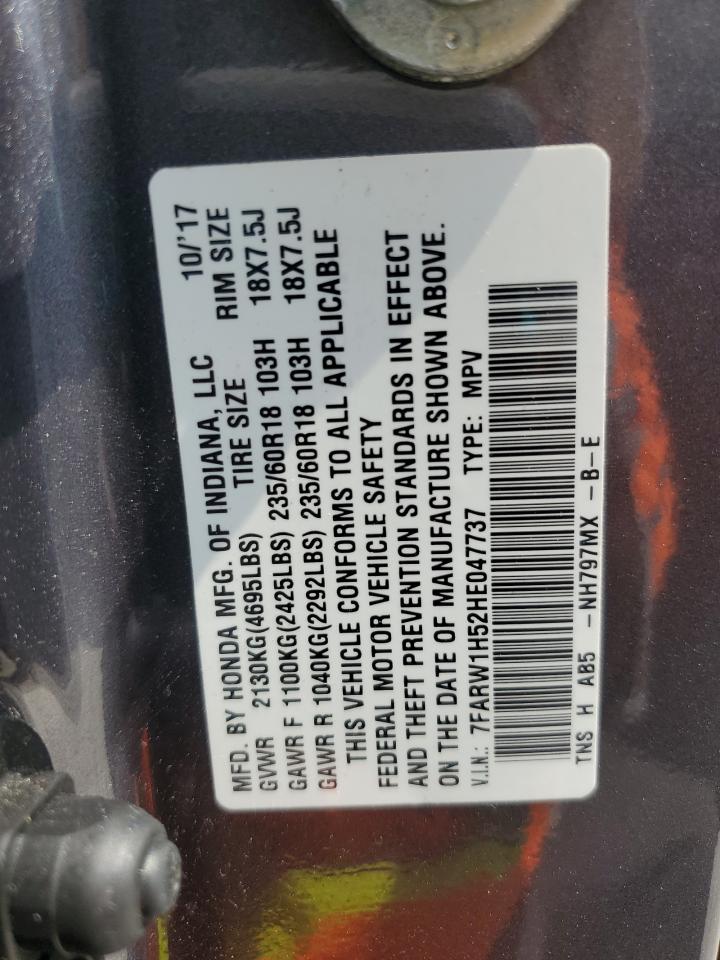 MFD. BY HONDA MFG. OF INDIANA, LLC 10/'17
GVWR 2130KG(4695LBS) TIRE SIZE RIM SIZE
GAWR F 1100KG(2425LBS) 235/60R18 103H 18X7.5J
GAWR R 1040KG(2292LBS) 235/60R18 103H 18X7.5J
THIS VEHICLE CONFORMS TO ALL APPLICABLE
FEDERAL MOTOR VEHICLE SAFETY
AND THEFT PREVENTION STANDARDS IN EFFECT
ON THE DATE OF MANUFACTURE SHOWN ABOVE.
V.I.N.: 7FARW1H52HE047737 TYPE: MPV
TNS H AB5 -NH797MX -B-E